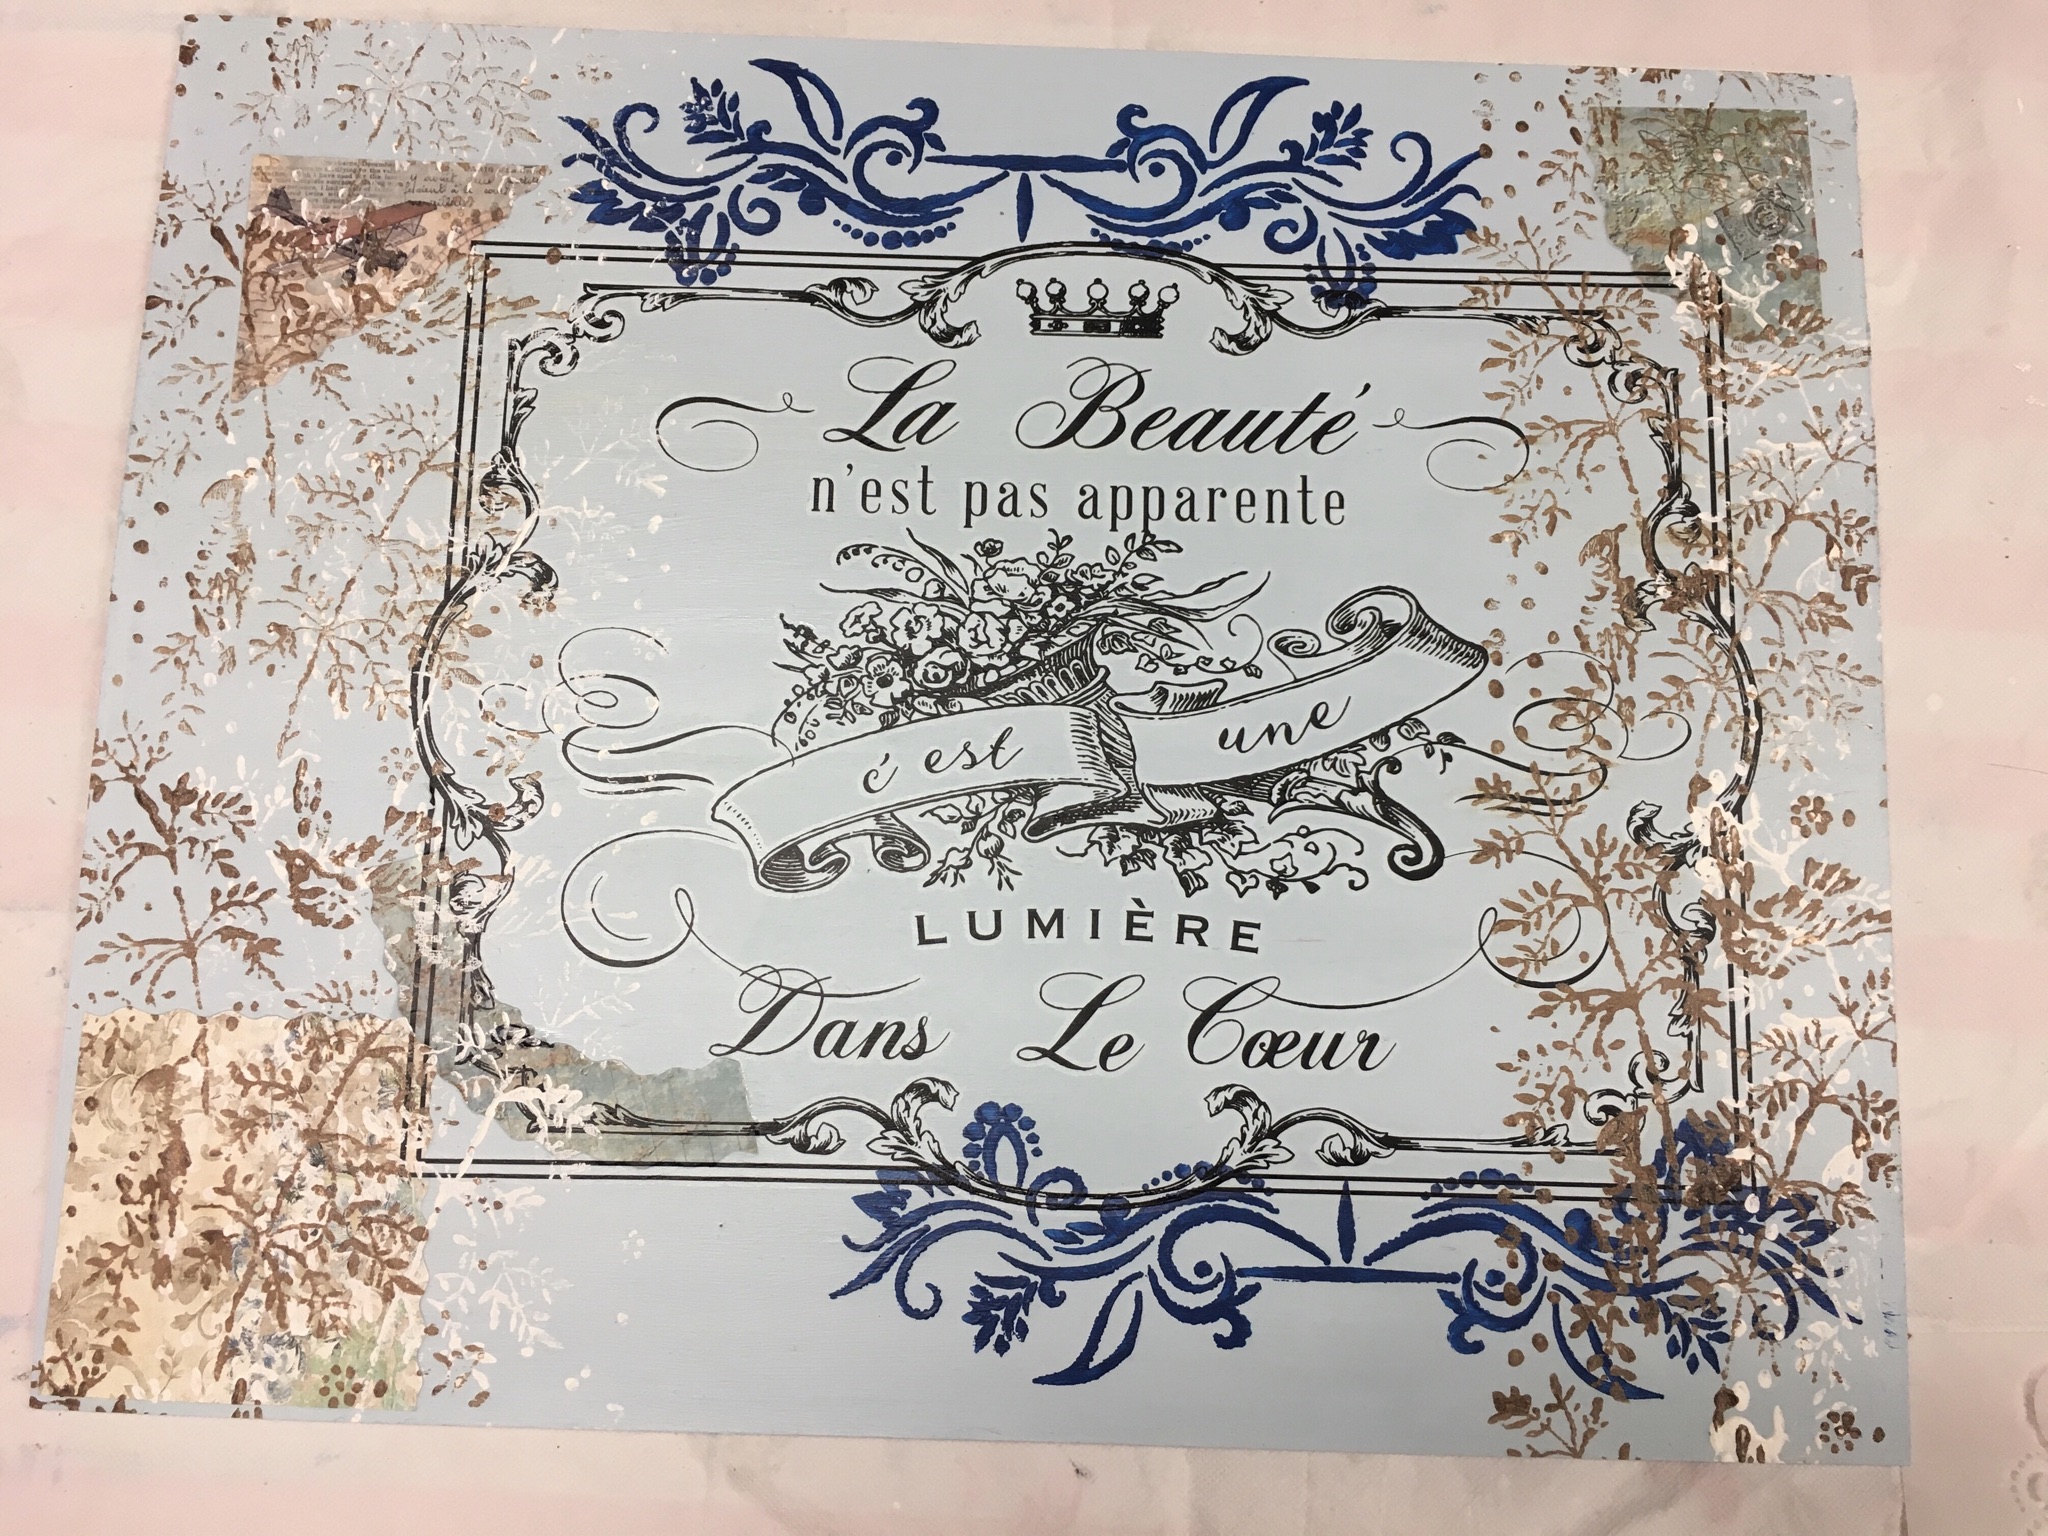 La Beauté
n'est pas apparente
c'est une
LUMIÈRE
Dans Le Cœur